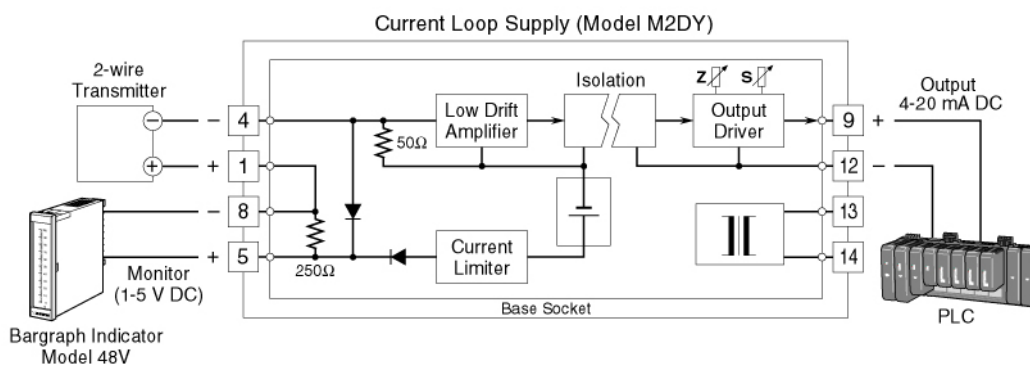 Current Loop Supply (Model M2DY)
2-wire
Transmitter
Isolation
Z
S
Output
4-20 mA DC
−
− 4
50Ω
Low Drift
Amplifier
Output
Driver
9 +
+
+ 1
12 −
− 8
13
+ 5
250Ω
Current
Limiter
14
Monitor
(1-5 V DC)
Base Socket
PLC
Bargraph Indicator
Model 48V